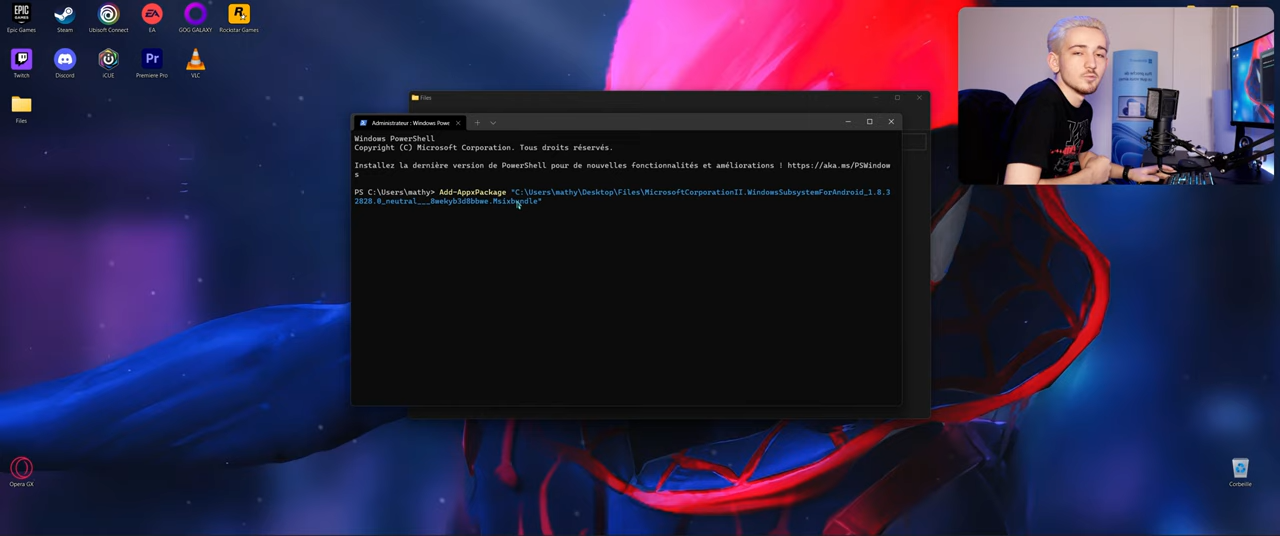 Epic Games
Steam
Ubisoft Connect
EA
GOG GALAXY
Rockstar Games
Twitch
Discord
iCUE
Premiere Pro
VLC
Files
Files
Administrateur : Windows Powe
Windows PowerShell
Copyright (C) Microsoft Corporation. Tous droits réservés.
Installez la dernière version de PowerShell pour de nouvelles fonctionnalités et améliorations ! https://aka.ms/PSWindow
s
PS C:\Users\mathy> Add-AppxPackage "C:\Users\mathy\Desktop\Files\MicrosoftCorporationII.WindowsSubsystemForAndroid_1.8.3
2828.0_neutral___8wekyb3d8bbwe.Msixbundle"
Opera GX
Corbeille